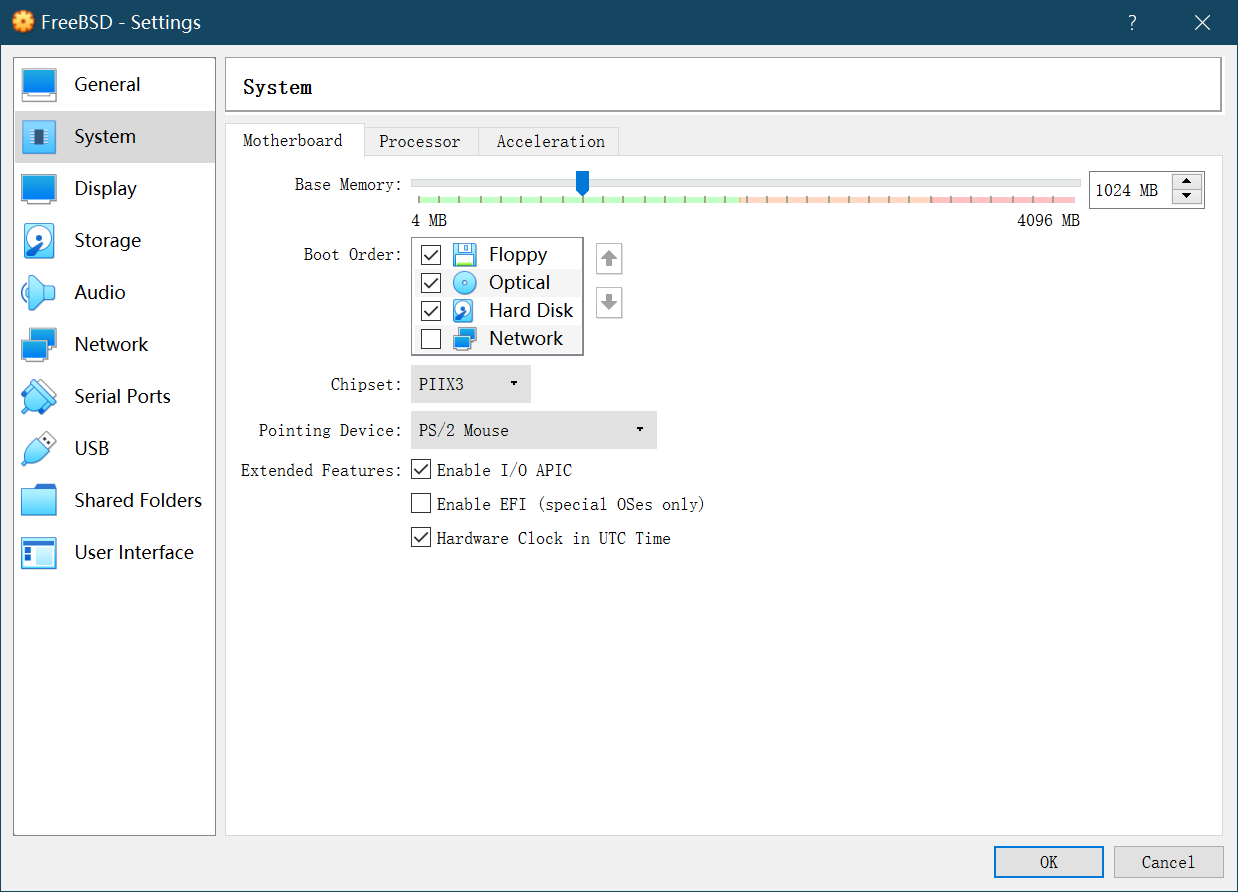 FreeBSD - Settings
?
General
System
Display
Storage
Audio
Network
Serial Ports
USB
Shared Folders
User Interface
System
Motherboard Processor Acceleration
Base Memory: 1024 MB
4 MB 4096 MB
Boot Order: Floppy
Optical
Hard Disk
Network
Chipset: PIIX3
Pointing Device: PS/2 Mouse
Extended Features: Enable I/O APIC
Enable EFI (special OSes only)
Hardware Clock in UTC Time
OK Cancel